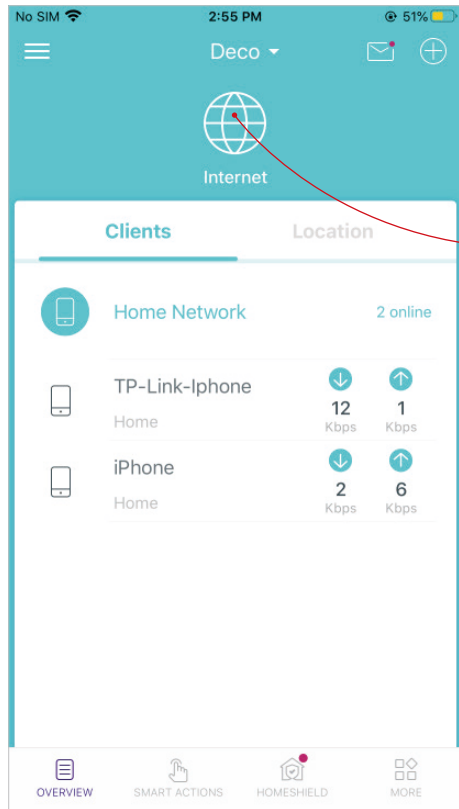 No SIM 2:55 PM 51%
Deco
Internet
Clients Location
Home Network 2 online
TP-Link-Iphone
12 1
Home Kbps Kbps
iPhone
2 6
Home Kbps Kbps
OVERVIEW SMART ACTIONS HOMESHIELD MORE